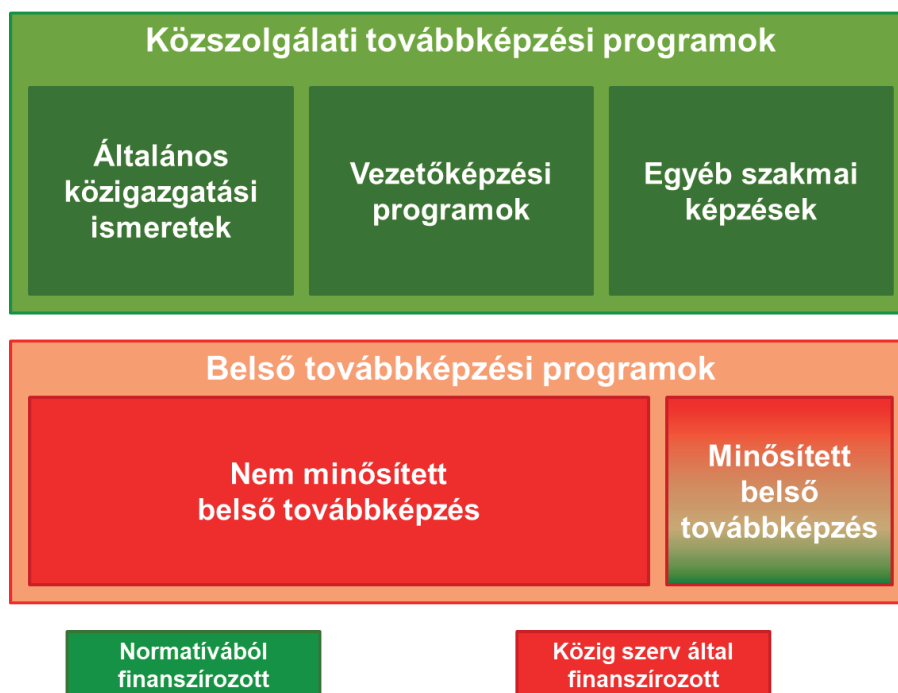 Közszolgálati továbbképzési programok
Általános
közigazgatási
ismeretek
Vezetőképzési
programok
Egyéb szakmai
képzések
Belső továbbképzési programok
Nem minősített
belső továbbképzés
Minősített
belső
továbbképzés
Normatívából
finanszírozott
Közig szerv által
finanszírozott